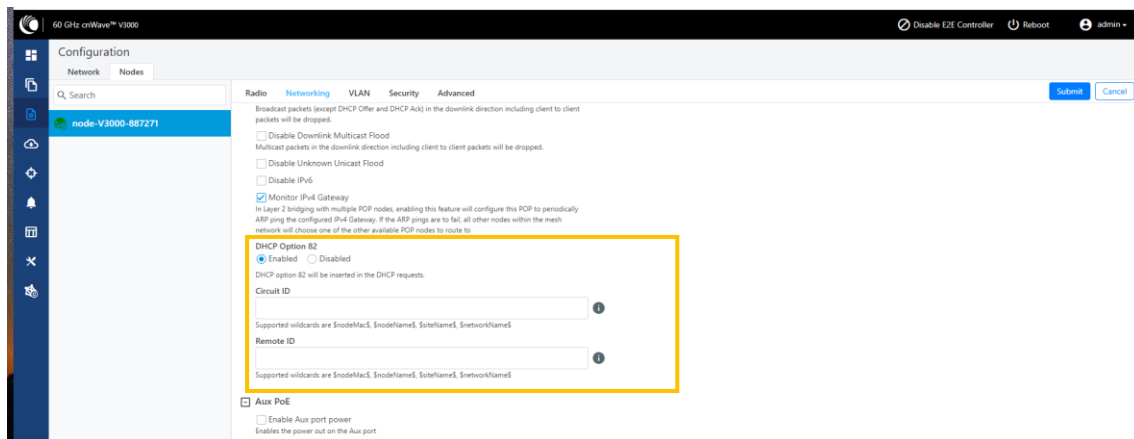 60 GHz cnWave™ V3000
Disable E2E Controller
Reboot
admin
Configuration
Network Nodes
Search
node-V3000-887271
Radio Networking VLAN Security Advanced
Submit Cancel
Broadcast packets (except DHCP Offer and DHCP Ack) in the downlink direction including client to client
packets will be dropped.
Disable Downlink Multicast Flood
Multicast packets in the downlink direction including client to client packets will be dropped.
Disable Unknown Unicast Flood
Disable IPv6
Monitor IPv4 Gateway
In Layer 2 bridging with multiple POP nodes, enabling this feature will configure this POP to periodically
ARP ping the configured IPv4 Gateway. If the ARP pings are to fail, all other nodes within the mesh
network will choose one of the other available POP nodes to route to
DHCP Option 82
Enabled Disabled
DHCP option 82 will be inserted in the DHCP requests.
Circuit ID
Supported wildcards are $nodeMac$, $nodeName$, $siteName$, $networkName$
Remote ID
Supported wildcards are $nodeMac$, $nodeName$, $siteName$, $networkName$
Aux PoE
Enable Aux port power
Enables the power out on the Aux port